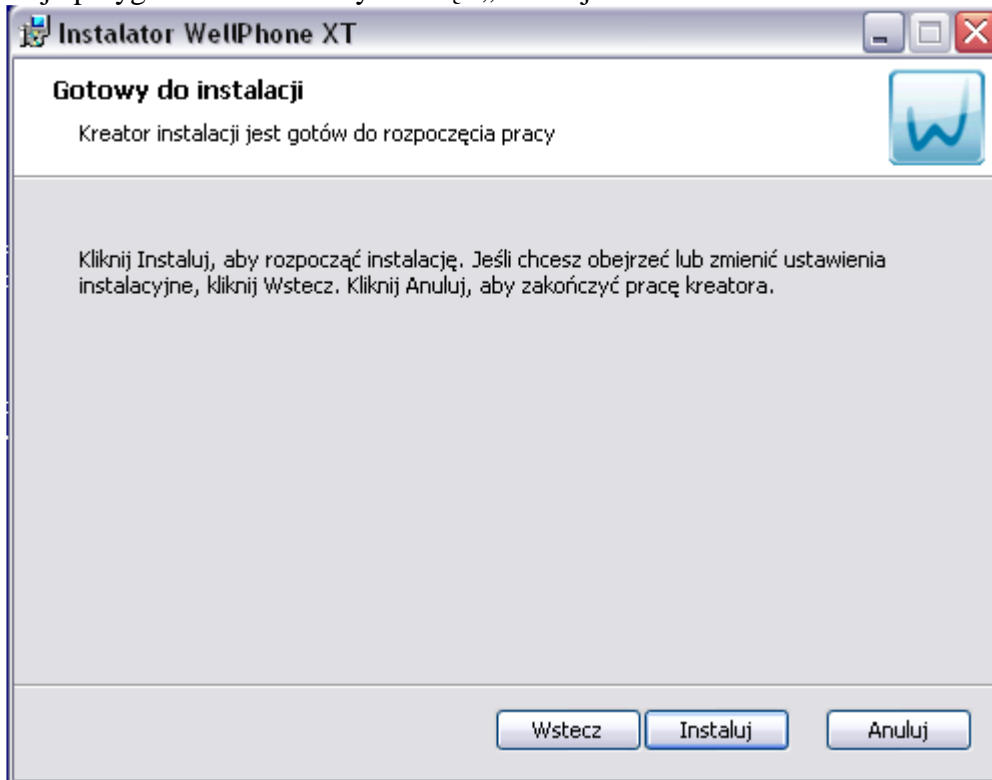 Instalator WellPhone XT
Gotowy do instalacji
Kreator instalacji jest gotów do rozpoczęcia pracy
Kliknij Instaluj, aby rozpocząć instalację. Jeśli chcesz obejrzeć lub zmienić ustawienia
instalacyjne, kliknij Wstecz. Kliknij Anuluj, aby zakończyć pracę kreatora.
Wstecz Instaluj Anuluj